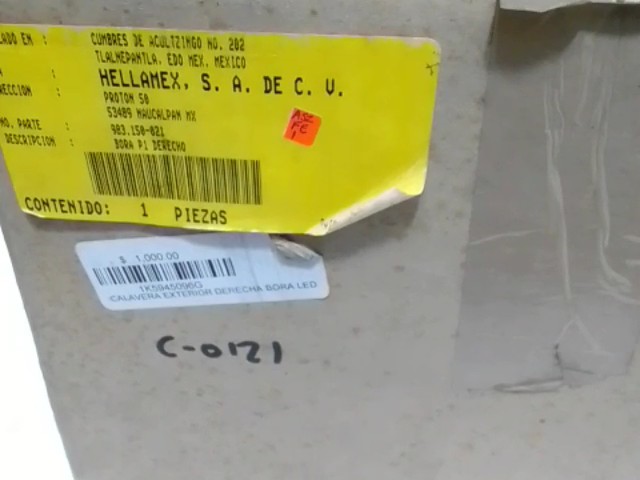 LADO EN : CUMBRES DE ACULTZINGO NO. 202
TLALNEPANTLA. EDO MEX. MEXICO
A : HELLAMEX, S. A. DE C. V.
RECCION : PROTON 50
53489 NAUCALPAN MX
NO. PARTE : 983.150-021
DESCRIPCION : BORA P1 DERECHO
CONTENIDO: 1 PIEZAS
$ 1,000.00
1K5945096G
CALAVERA EXTERIOR DERECHA BORA LED
C-0121